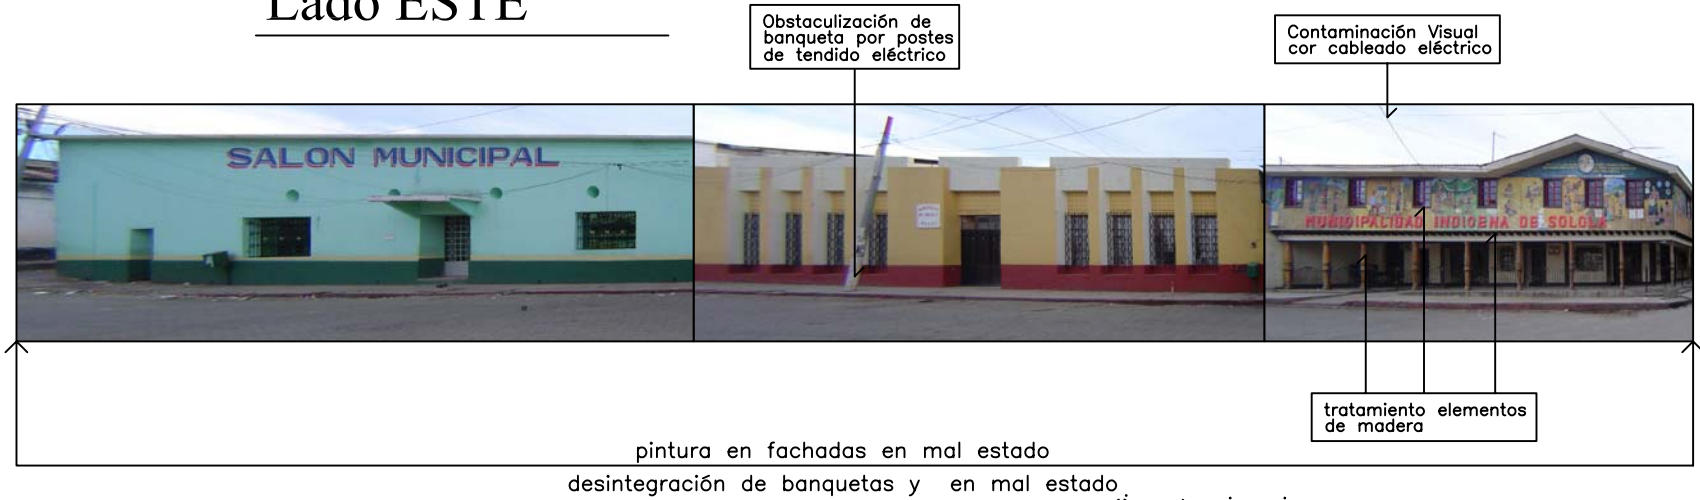 Lado ESTE
Obstaculización de
banqueta por postes
de tendido eléctrico
Contaminación Visual
cor cableado eléctrico
SALON MUNICIPAL
MUNICIPALIDAD INDIGENA DE SOLOLA
tratamiento elementos
de madera
pintura en fachadas en mal estado
desintegración de banquetas y en mal estado